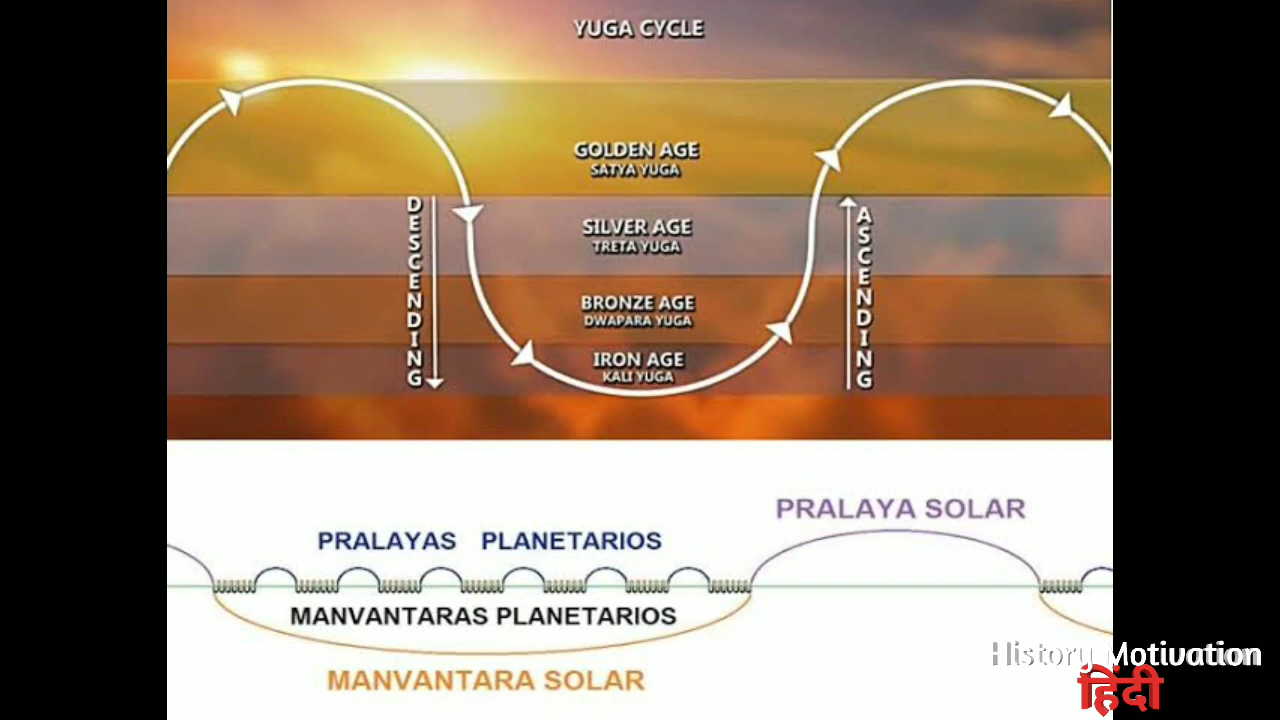 YUGA CYCLE
GOLDEN AGE
SATYA YUGA
DESCENDING
SILVER AGE
TRETA YUGA
ASCENDING
BRONZE AGE
DWAPARA YUGA
IRON AGE
KALI YUGA
PRALAYA SOLAR
PRALAYAS PLANETARIOS
MANVANTARAS PLANETARIOS
MANVANTARA SOLAR
History Motivation
हिंदी